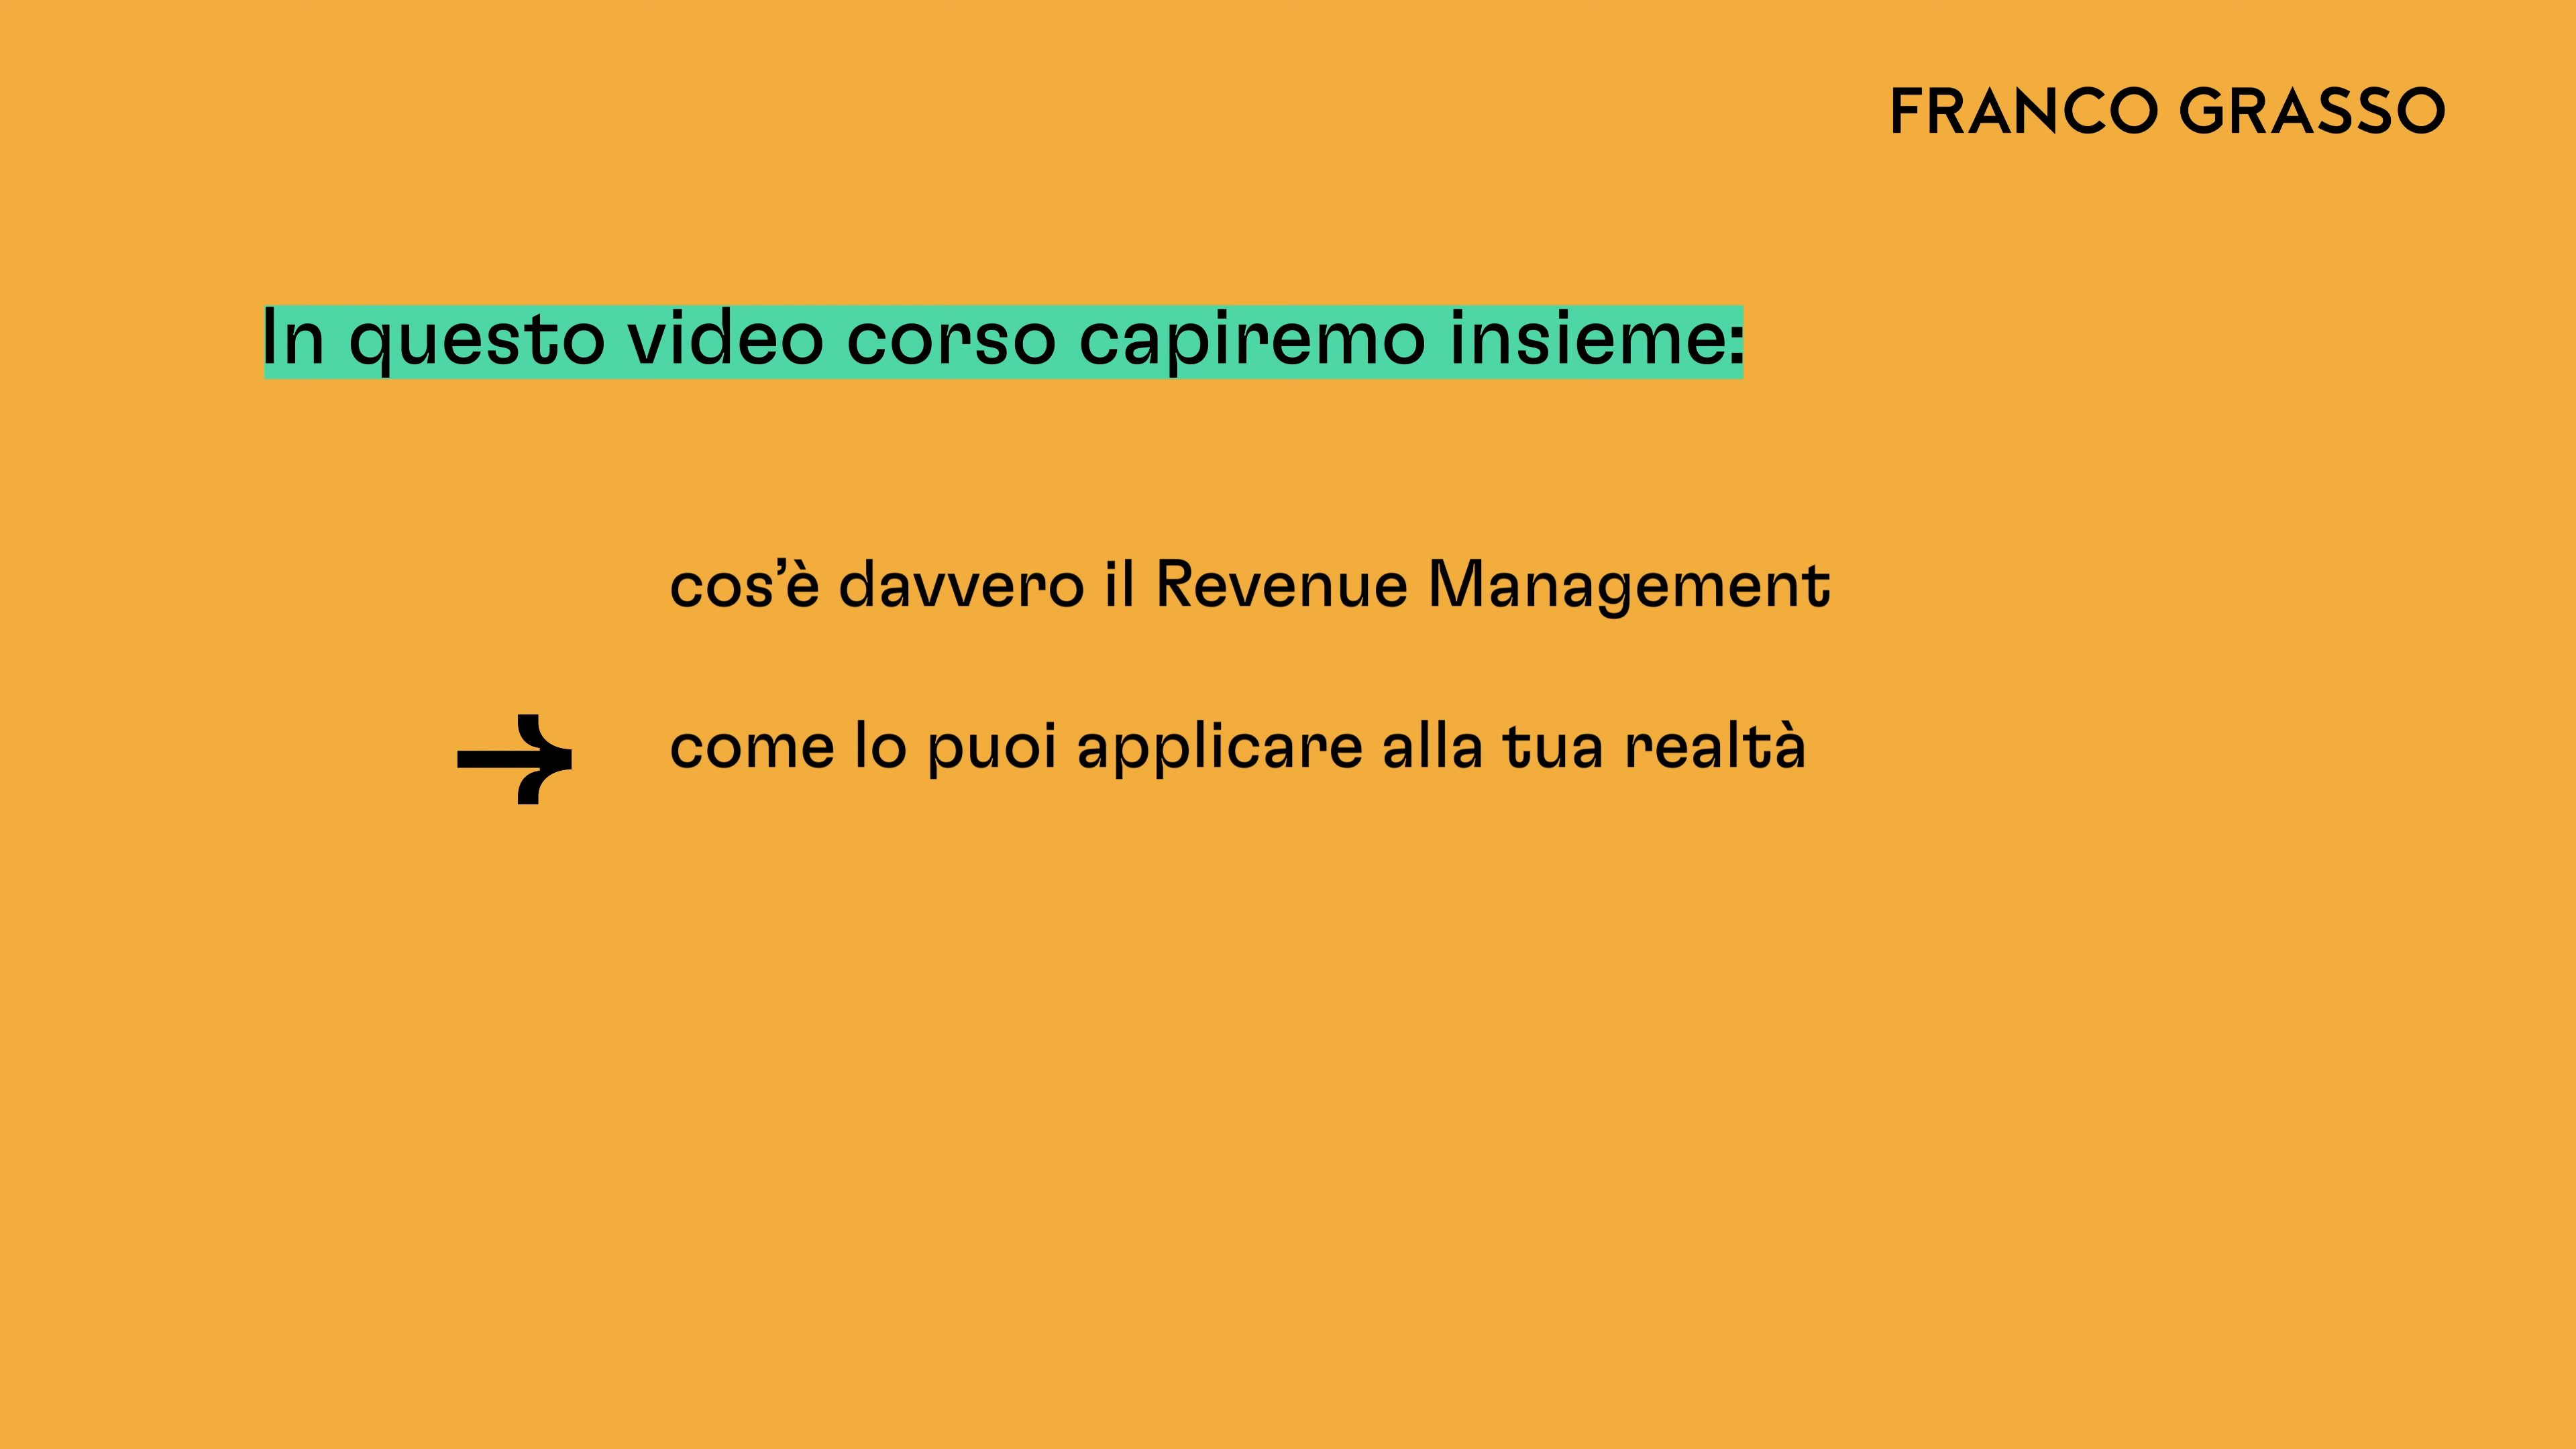 FRANCO GRASSO
In questo video corso capiremo insieme:
cos’è davvero il Revenue Management
come lo puoi applicare alla tua realtà